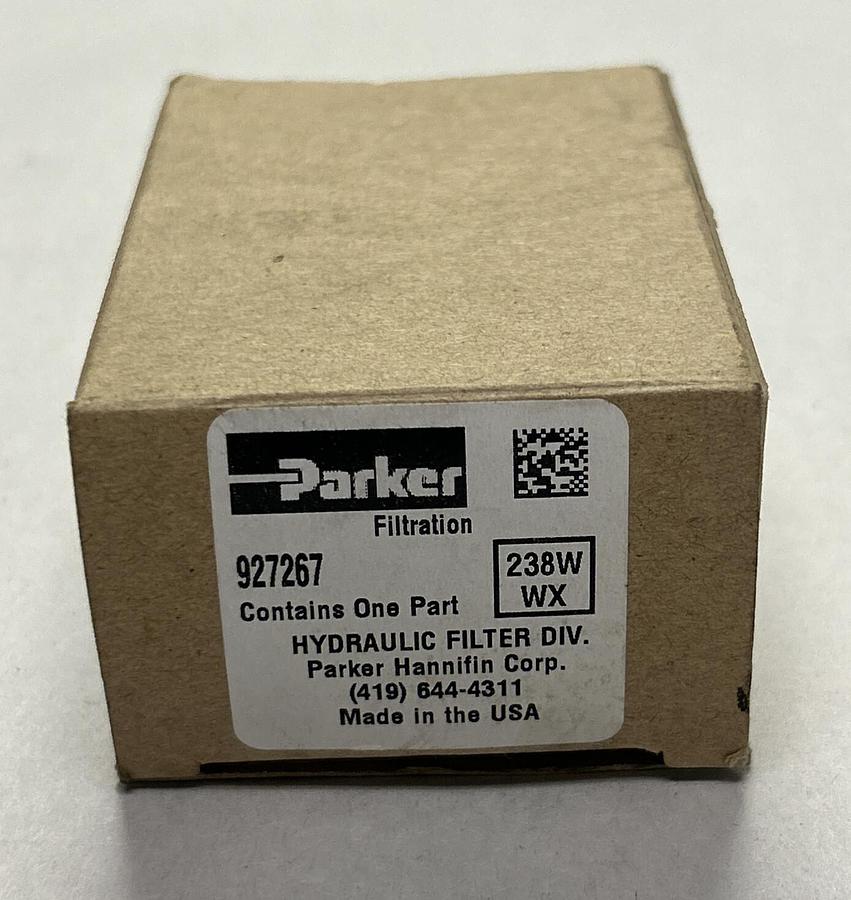 Parker
Filtration
927267
238W
WX
Contains One Part
HYDRAULIC FILTER DIV.
Parker Hannifin Corp.
(419) 644-4311
Made in the USA